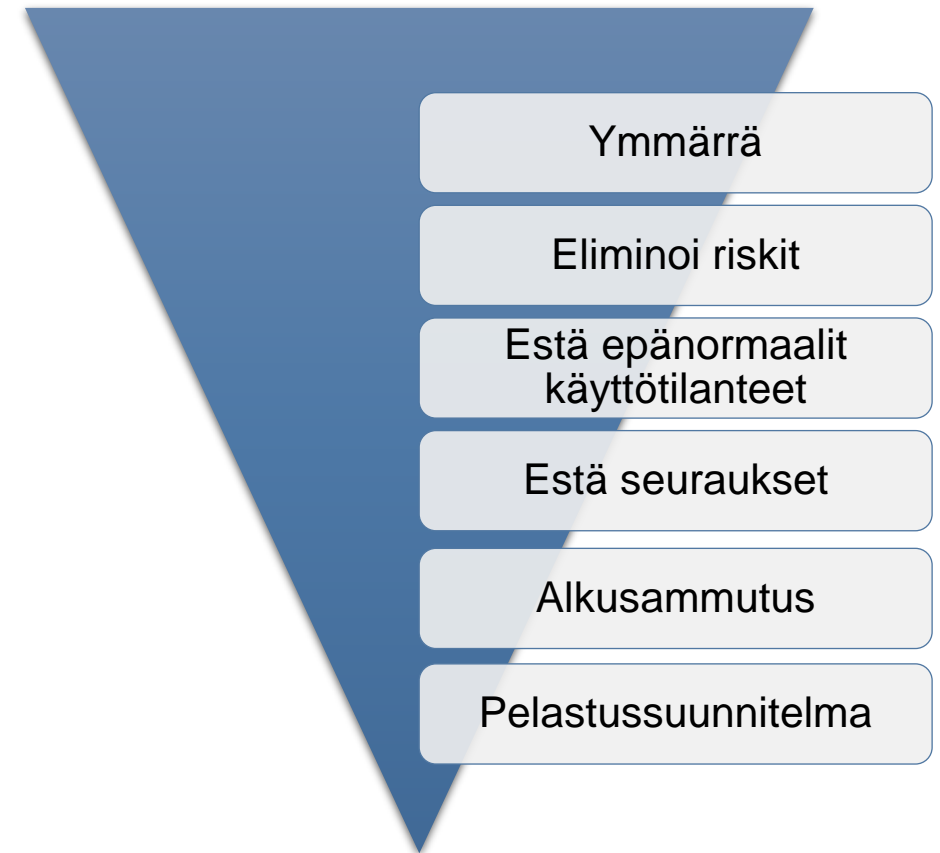 Ymmärrä
Eliminoi riskit
Estä epänormaalit
käyttötilanteet
Estä seuraukset
Alkusammutus
Pelastussuunnitelma